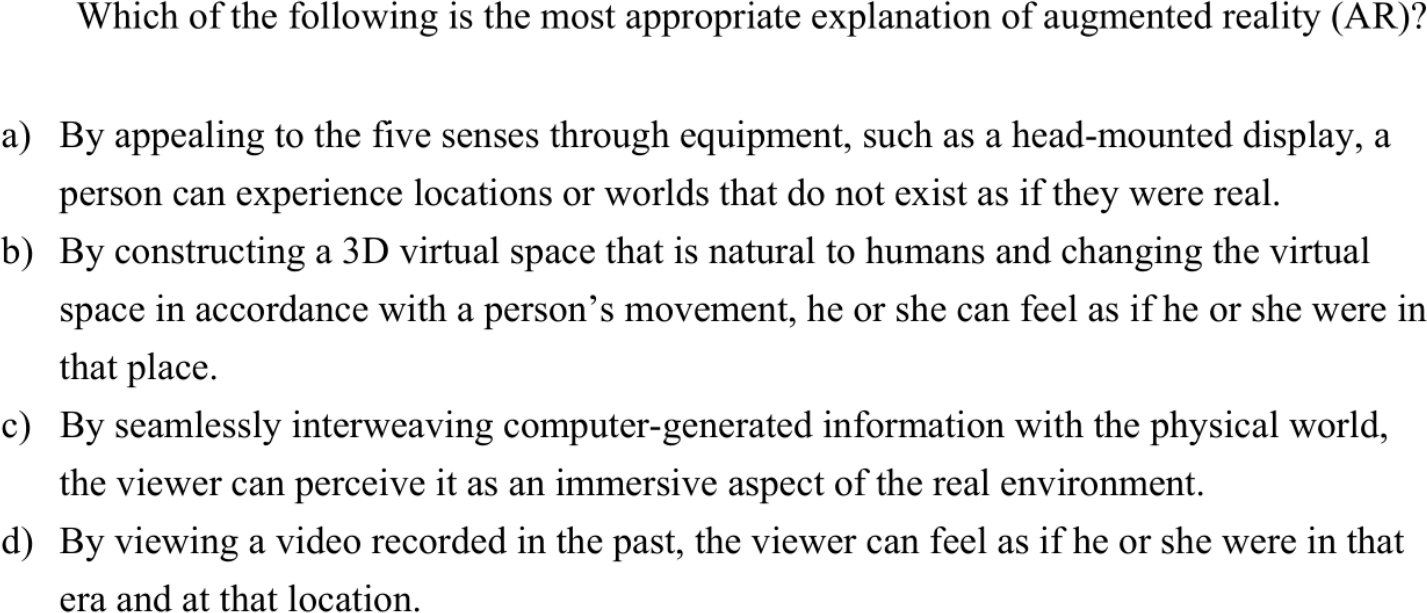 Which of the following is the most appropriate explanation of augmented reality (AR)?
a) By appealing to the five senses through equipment, such as a head-mounted display, a
person can experience locations or worlds that do not exist as if they were real.
b) By constructing a 3D virtual space that is natural to humans and changing the virtual
space in accordance with a person’s movement, he or she can feel as if he or she were in
that place.
c) By seamlessly interweaving computer-generated information with the physical world,
the viewer can perceive it as an immersive aspect of the real environment.
d) By viewing a video recorded in the past, the viewer can feel as if he or she were in that
era and at that location.